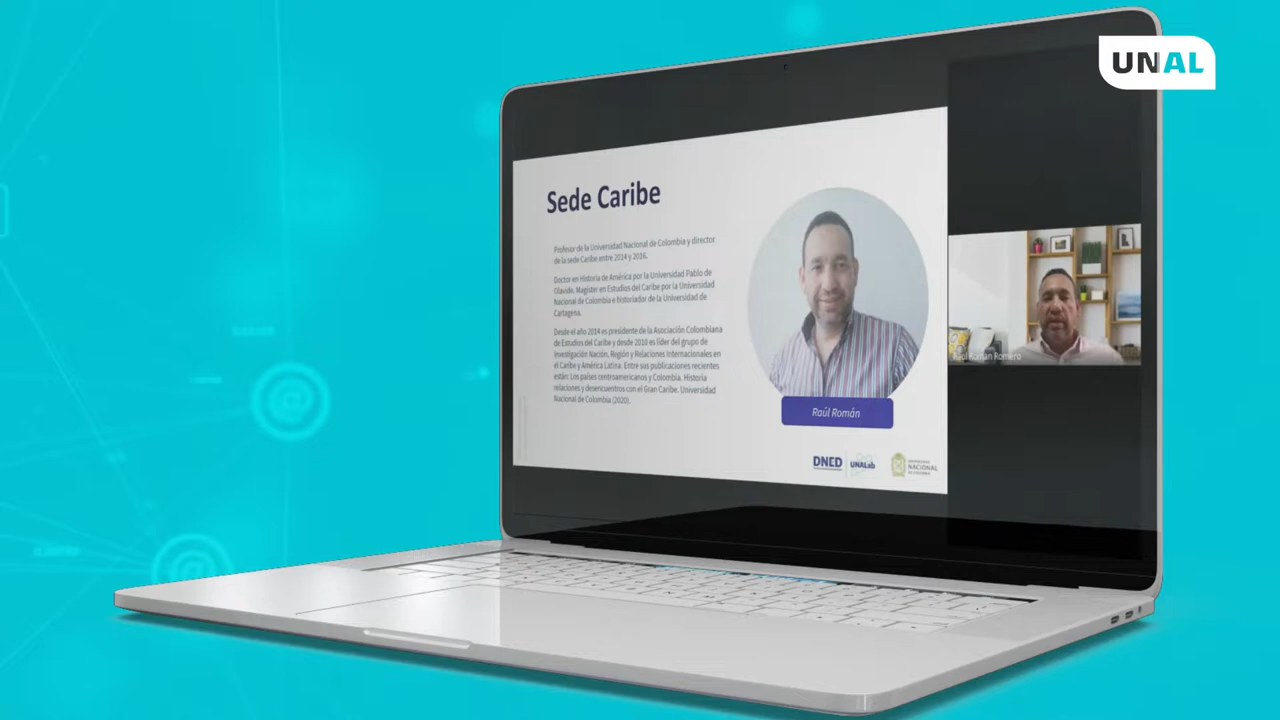 UNAL
Sede Caribe
Profesor de la Universidad Nacional de Colombia y director
de la sede Caribe entre 2014 y 2016.
Doctor en Historia de América por la Universidad Pablo de
Olavide. Magíster en Estudios del Caribe por la Universidad
Nacional de Colombia e historiador de la Universidad de
Cartagena.
Desde el año 2014 es presidente de la Asociación Colombiana
de Estudios del Caribe y desde 2010 es líder del grupo de
investigación Nación, Región y Relaciones Internacionales en
el Caribe y América Latina. Entre sus publicaciones recientes
están: Los países centroamericanos y Colombia. Historia
relaciones y desencuentros con el Gran Caribe. Universidad
Nacional de Colombia (2020).
Raúl Román
Raúl Román Romero
DNED
UNALab
UNIVERSIDAD
NACIONAL
DE COLOMBIA